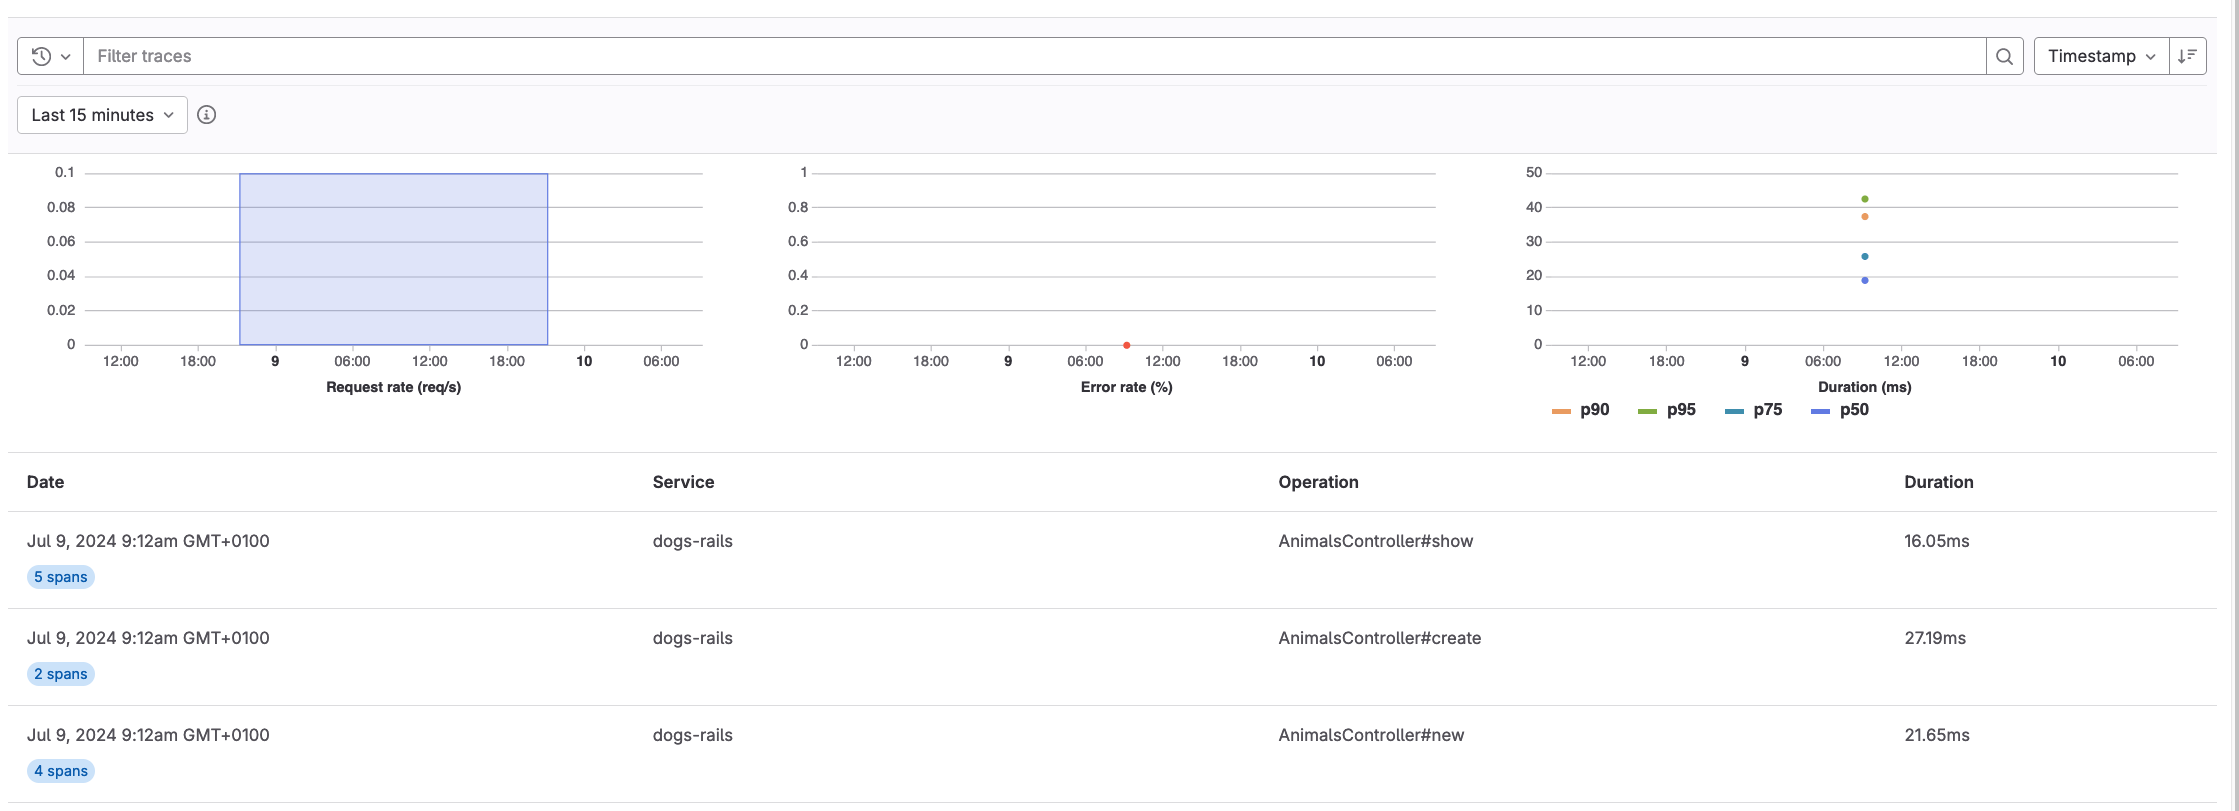 Filter traces
Timestamp
Last 15 minutes
0.1
0.08
0.06
0.04
0.02
0
12:00 18:00 9 06:00 12:00 18:00 10 06:00
Request rate (req/s)
1
0.8
0.6
0.4
0.2
0
12:00 18:00 9 06:00 12:00 18:00 10 06:00
Error rate (%)
50
40
30
20
10
0
12:00 18:00 9 06:00 12:00 18:00 10 06:00
Duration (ms)
p90 p95 p75 p50
Date Service Operation Duration
Jul 9, 2024 9:12am GMT+0100 dogs-rails AnimalsController#show 16.05ms
5 spans
Jul 9, 2024 9:12am GMT+0100 dogs-rails AnimalsController#create 27.19ms
2 spans
Jul 9, 2024 9:12am GMT+0100 dogs-rails AnimalsController#new 21.65ms
4 spans